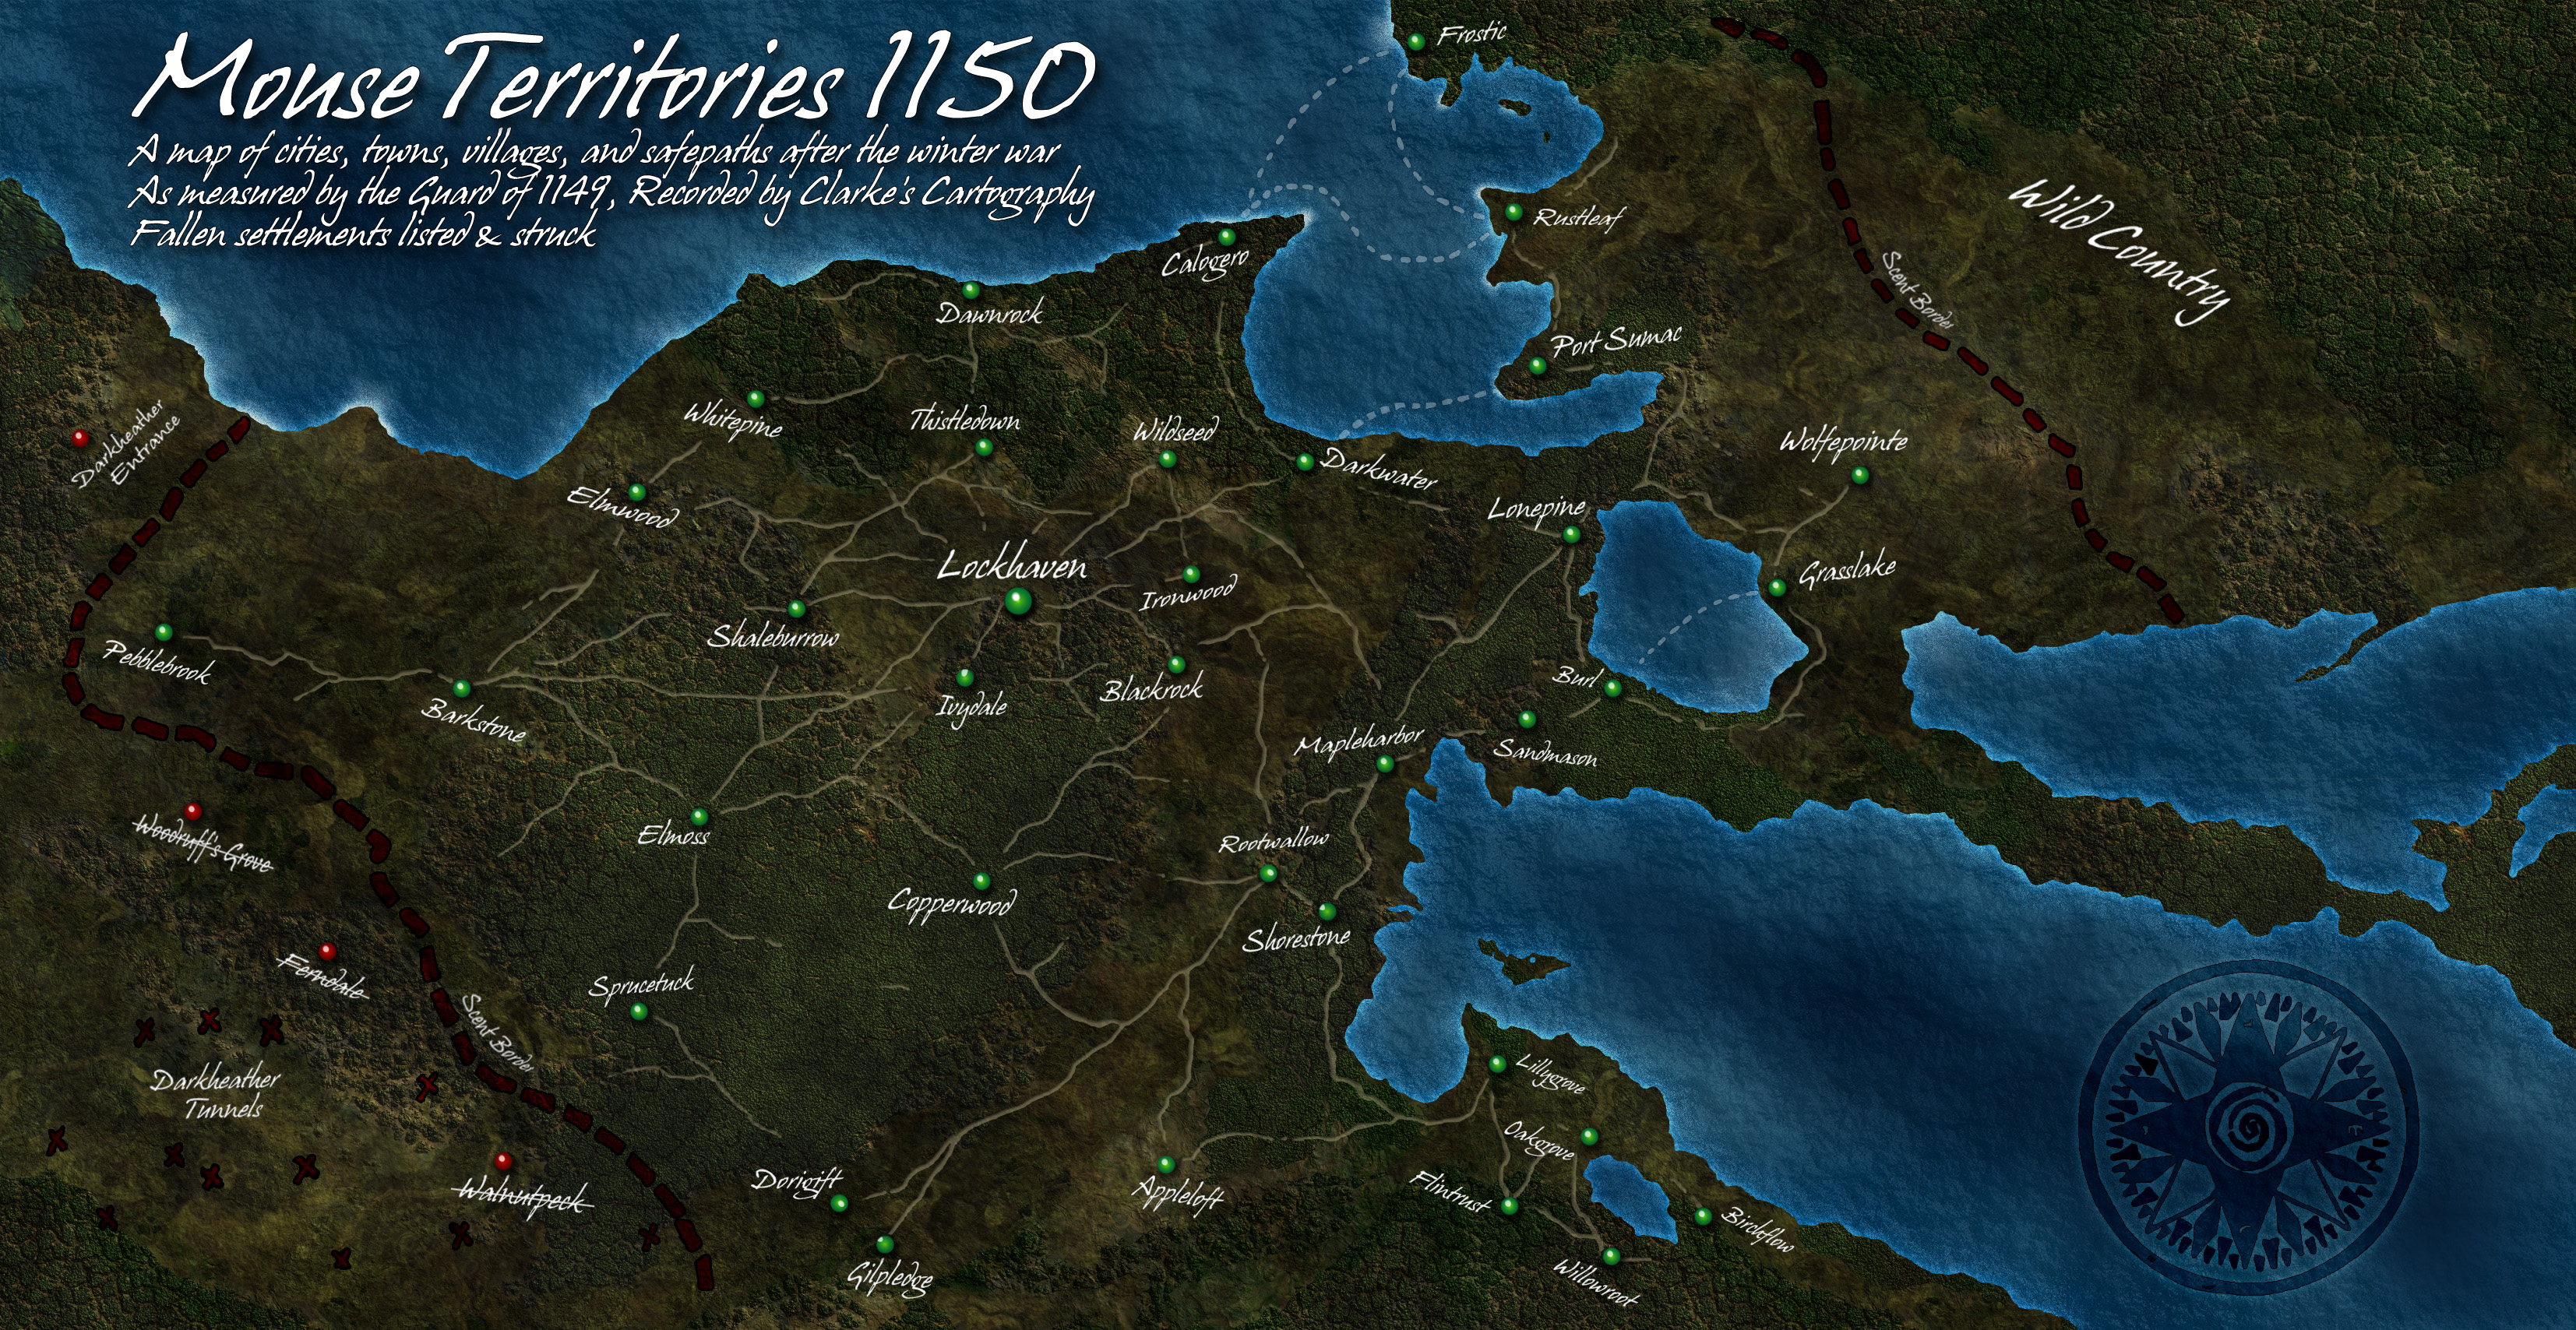 Mouse Territories 1150
A map of cities, towns, villages, and safepaths after the winter war
As measured by the Guard of 1149, Recorded by Clarke's Cartography
Fallen settlements listed & struck
Frostic
Rustleaf
Wild Country
Scent Border
Calogero
Dawnrock
Port Sumac
Darkheather
Entrance
Whitepine
Thistledown
Wildseed
Darkwater
Wolfepointe
Elmwood
Lonepine
Lockhaven
Ironwood
Grasslake
Pebblebrook
Shaleburrow
Barkstone
Ivydale
Blackrock
Burl
Mapleharbor
Sandmason
Woodruff's Grove
Elmoss
Rootwallow
Copperwood
Shorestone
Ferndale
Sprucetuck
Scent Border
Darkheather
Tunnels
Lillygrove
Oakgrove
Walnutpeck
Dorigift
Appleloft
Flintrust
Birchflow
Gilpledge
Willowroot